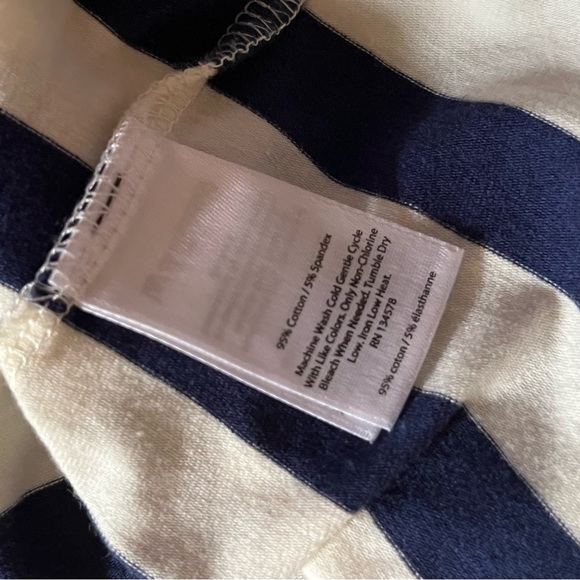 95% Cotton / 5% Spandex
Machine Wash Cold Gentle Cycle
With Like Colors. Only Non-Chlorine
Bleach When Needed. Tumble Dry
Low. Iron Low Heat.
RN 134578
95% coton / 5% élasthanne